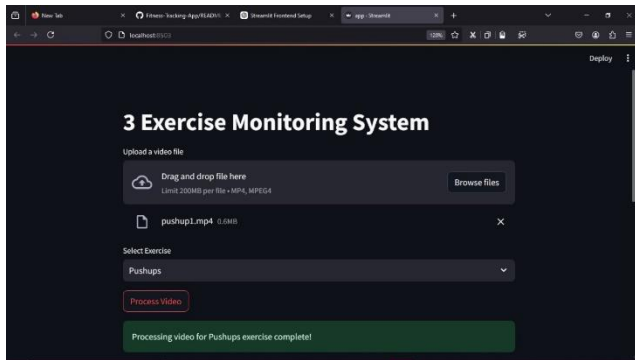 New Tab
Fitness-Tracking-App/README
Streamlit Frontend Setup
app · Streamlit
localhost:8503
120%
Deploy
3 Exercise Monitoring System
Upload a video file
Drag and drop file here
Limit 200MB per file • MP4, MPEG4
Browse files
pushup1.mp4 0.6MB
Select Exercise
Pushups
Process Video
Processing video for Pushups exercise complete!